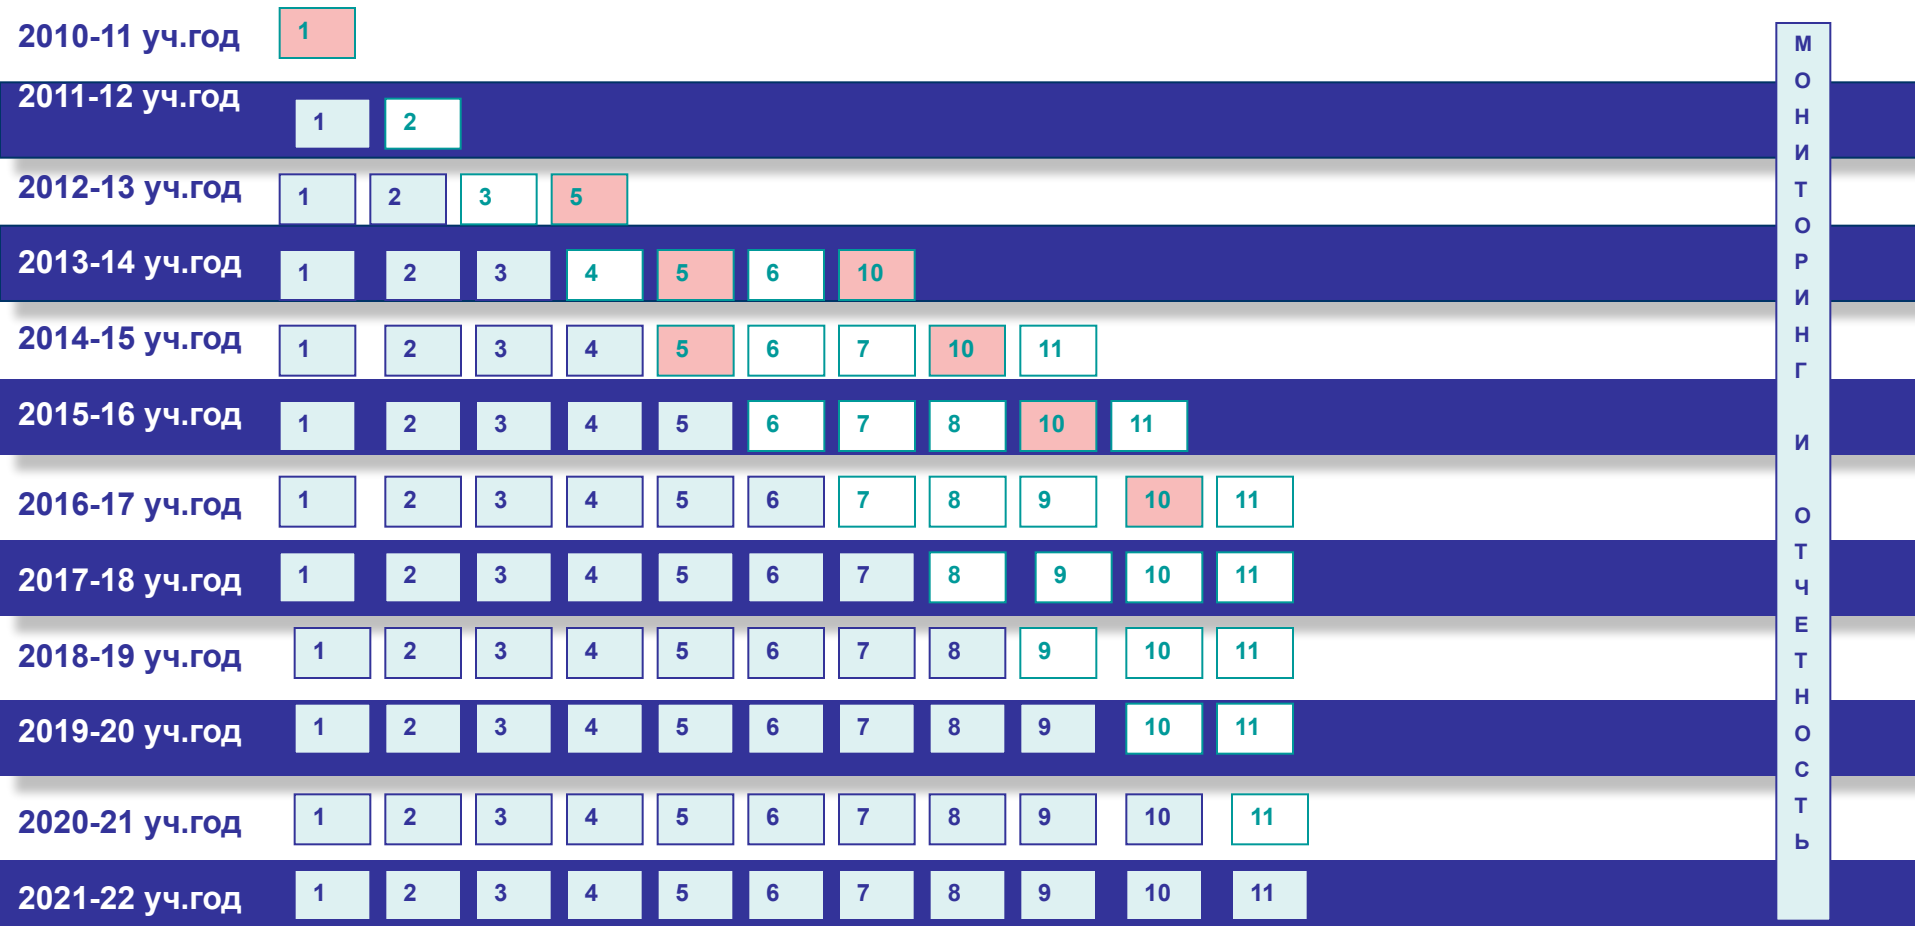 2010-11 уч.год 1
2011-12 уч.год 1 2
2012-13 уч.год 1 2 3 5
2013-14 уч.год 1 2 3 4 5 6 10
2014-15 уч.год 1 2 3 4 5 6 7 10 11
2015-16 уч.год 1 2 3 4 5 6 7 8 10 11
2016-17 уч.год 1 2 3 4 5 6 7 8 9 10 11
2017-18 уч.год 1 2 3 4 5 6 7 8 9 10 11
2018-19 уч.год 1 2 3 4 5 6 7 8 9 10 11
2019-20 уч.год 1 2 3 4 5 6 7 8 9 10 11
2020-21 уч.год 1 2 3 4 5 6 7 8 9 10 11
2021-22 уч.год 1 2 3 4 5 6 7 8 9 10 11
МОНИТОРИНГ И ОТЧЕТНОСТЬ